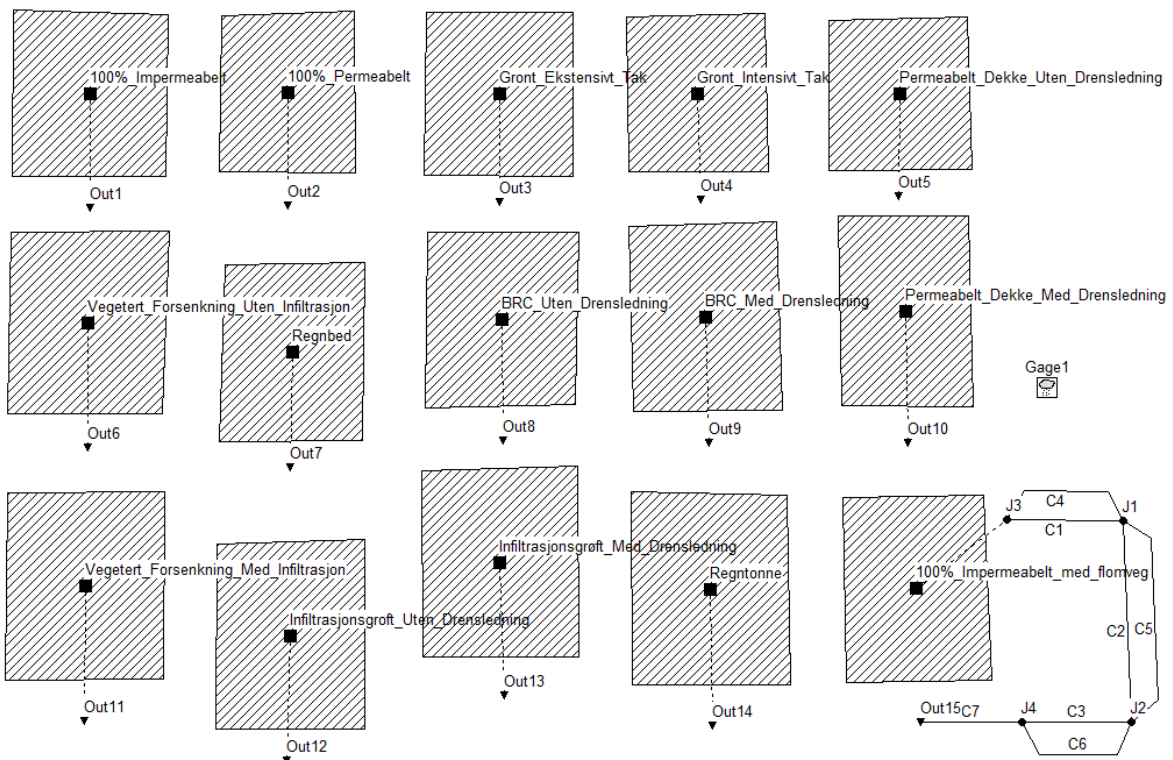 100%_Impermeabelt
100%_Permeabelt
Gront_Ekstensivt_Tak
Gront_Intensivt_Tak
Permeabelt_Dekke_Uten_Drensledning
Out1
Out2
Out3
Out4
Out5
Vegetert_Forsenkning_Uten_Infiltrasjon
Regnbed
BRC_Uten_Drensledning
BRC_Med_Drensledning
Permeabelt_Dekke_Med_Drensledning
Gage1
Out6
Out7
Out8
Out9
Out10
J3
C4
J1
C1
Vegetert_Forsenkning_Med_Infiltrasjon
Infiltrasjonsgroft_Uten_Drensledning
Infiltrasjonsgrøft_Med_Drensledning
Regntonne
100%_Impermeabelt_med_flomveg
C2
C5
Out11
Out12
Out13
Out14
Out15
C7
J4
C3
J2
C6